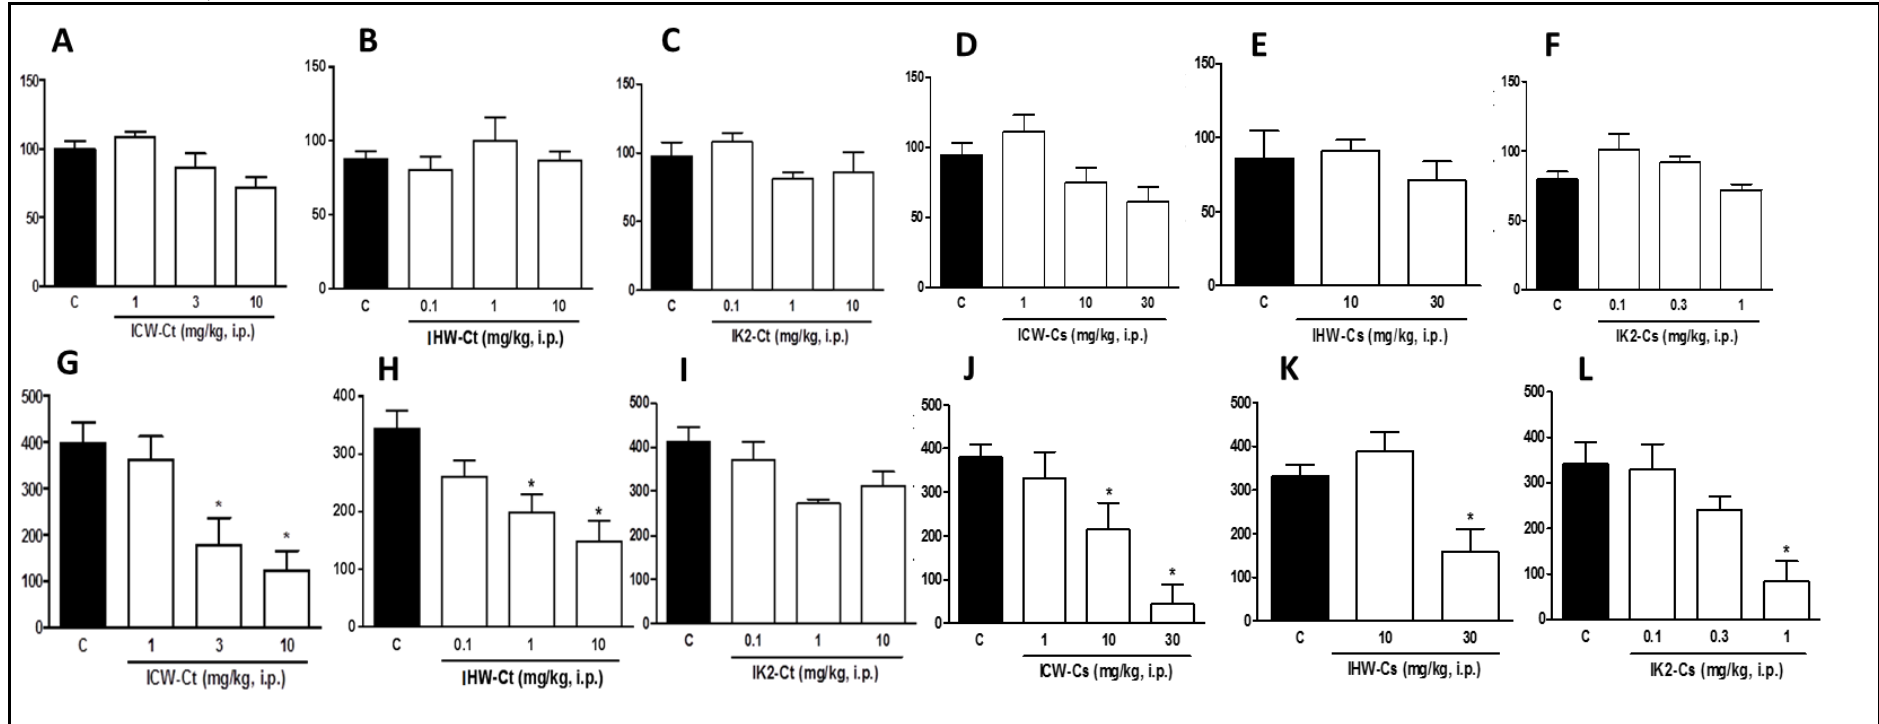 A
150
100
50
0
C 1 3 10
ICW-Ct (mg/kg, i.p.)
B
150
100
50
0
C 0.1 1 10
IHW-Ct (mg/kg, i.p.)
C
150
100
50
0
C 0.1 1 10
IK2-Ct (mg/kg, i.p.)
D
150
100
50
0
C 1 10 30
ICW-Cs (mg/kg, i.p.)
E
150
100
50
0
C 10 30
IHW-Cs (mg/kg, i.p.)
F
150
100
50
0
C 0.1 0.3 1
IK2-Cs (mg/kg, i.p.)
G
500
400
300
200
100
0
* *
C 1 3 10
ICW-Ct (mg/kg, i.p.)
H
400
300
200
100
0
* *
C 0.1 1 10
IHW-Ct (mg/kg, i.p.)
I
500
400
300
200
100
0
C 0.1 1 10
IK2-Ct (mg/kg, i.p.)
J
500
400
300
200
100
0
* *
C 1 10 30
ICW-Cs (mg/kg, i.p.)
K
500
400
300
200
100
0
*
C 10 30
IHW-Cs (mg/kg, i.p.)
L
500
400
300
200
100
0
*
C 0.1 0.3 1
IK2-Cs (mg/kg, i.p.)